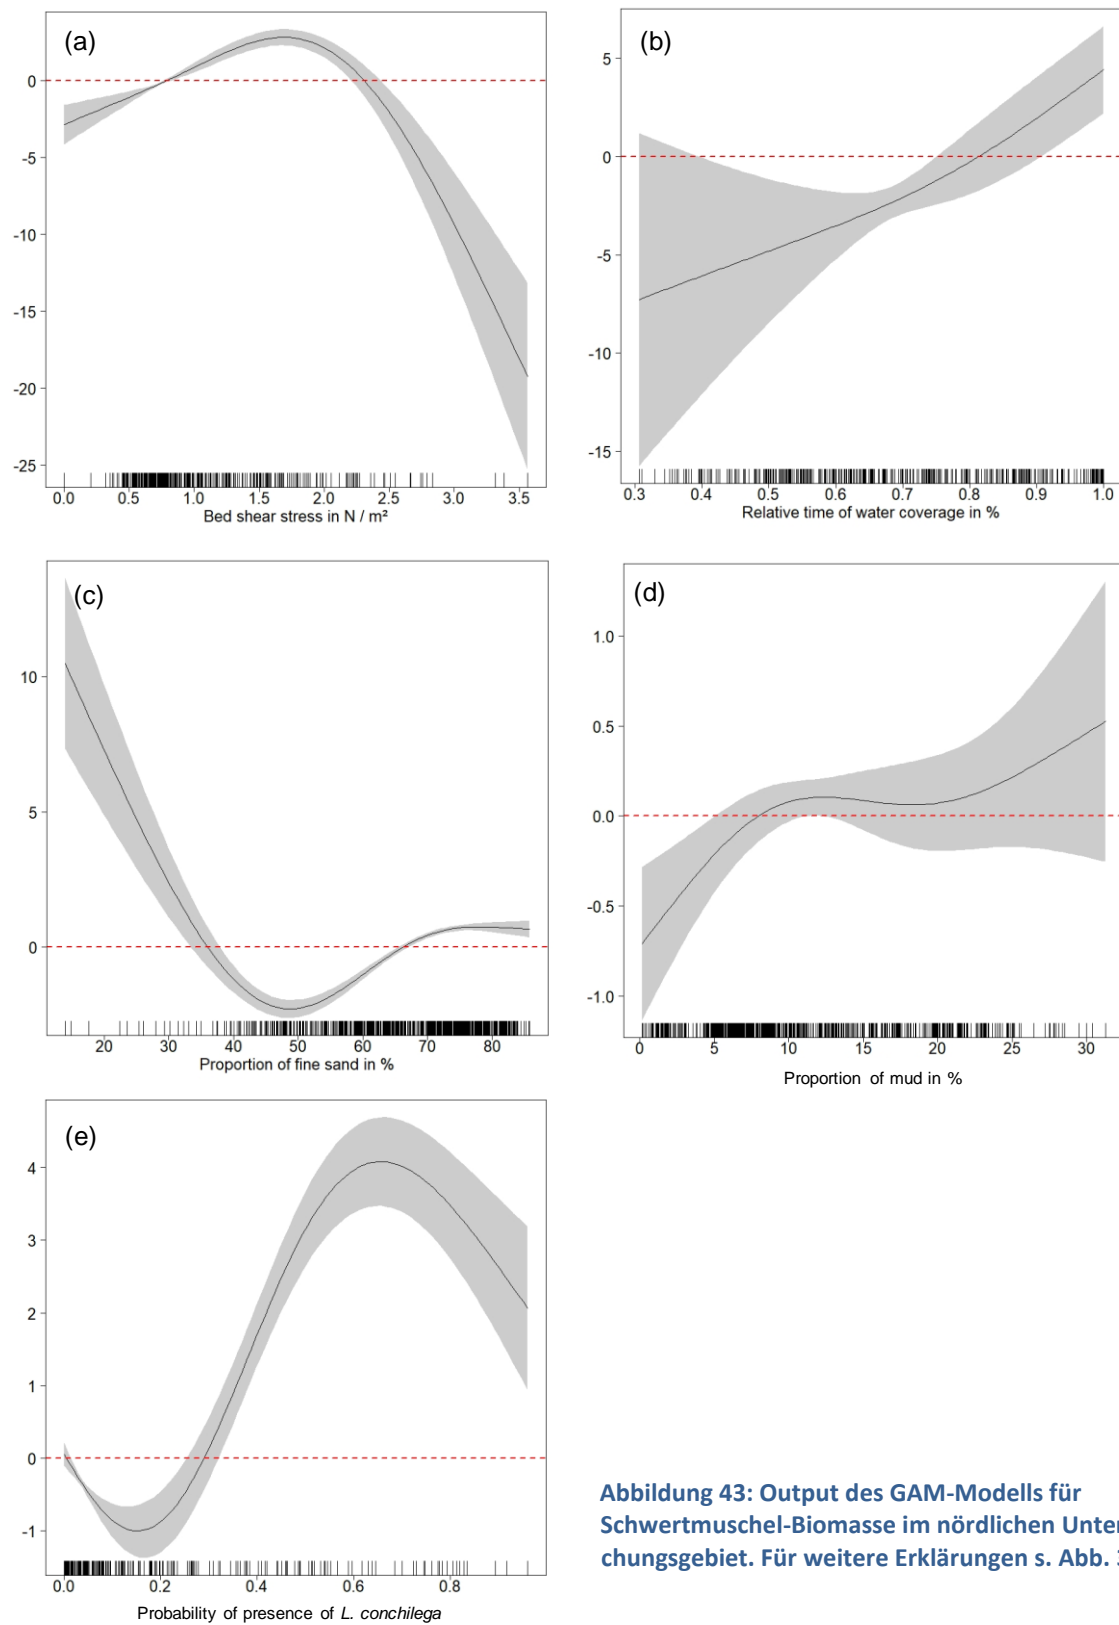 (a)
0
-5
-10
-15
-20
-25
0.0 0.5 1.0 1.5 2.0 2.5 3.0 3.5
Bed shear stress in N / m²
(b)
5
0
-5
-10
-15
0.3 0.4 0.5 0.6 0.7 0.8 0.9 1.0
Relative time of water coverage in %
(c)
10
5
0
20 30 40 50 60 70 80
Proportion of fine sand in %
(d)
1.0
0.5
0.0
-0.5
-1.0
0 5 10 15 20 25 30
Proportion of mud in %
(e)
4
3
2
1
0
-1
0.0 0.2 0.4 0.6 0.8
Probability of presence of L. conchilega
Abbildung 43: Output des GAM-Modells für
Schwertmuschel-Biomasse im nördlichen Unter
chungsgebiet. Für weitere Erklärungen s. Abb.